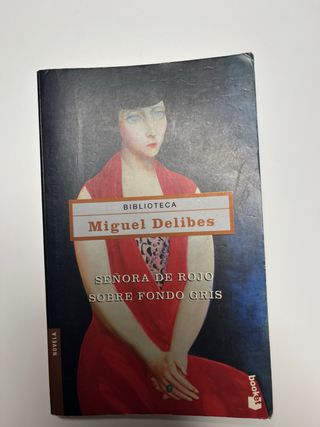 BIBLIOTECA
Miguel Delibes
SEÑORA DE ROJO
SOBRE FONDO GRIS
NOVELA
booket